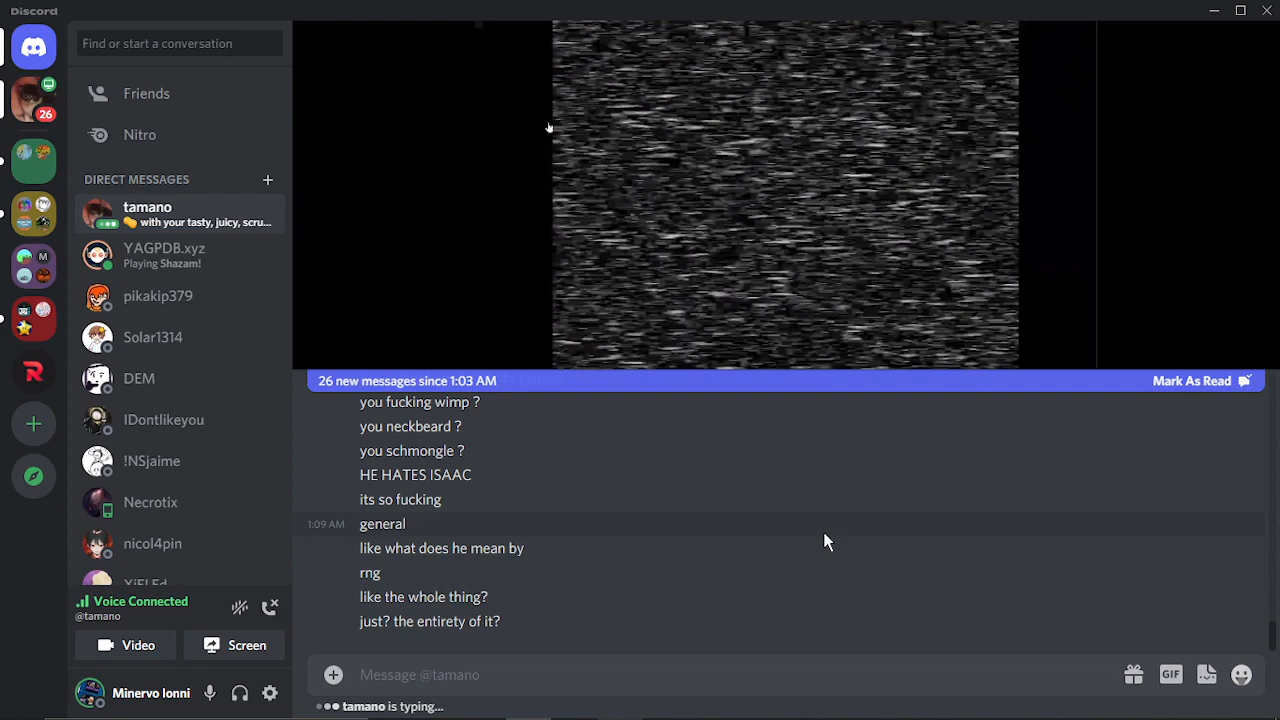 Discord
Find or start a conversation
26
Friends
Nitro
DIRECT MESSAGES
tamano
with your tasty, juicy, scru...
YAGPDB.xyz
Playing Shazam!
pikakip379
Solar1314
DEM
IDontlikeyou
!NSjaime
Necrotix
nicol4pin
Voice Connected
@tamano
Video
Screen
Minervo Ionni
26 new messages since 1:03 AM
Mark As Read
you fucking wimp ?
you neckbeard ?
you schmongle ?
HE HATES ISAAC
its so fucking
1:09 AM general
like what does he mean by
rng
like the whole thing?
just? the entirety of it?
Message @tamano
GIF
tamano is typing...